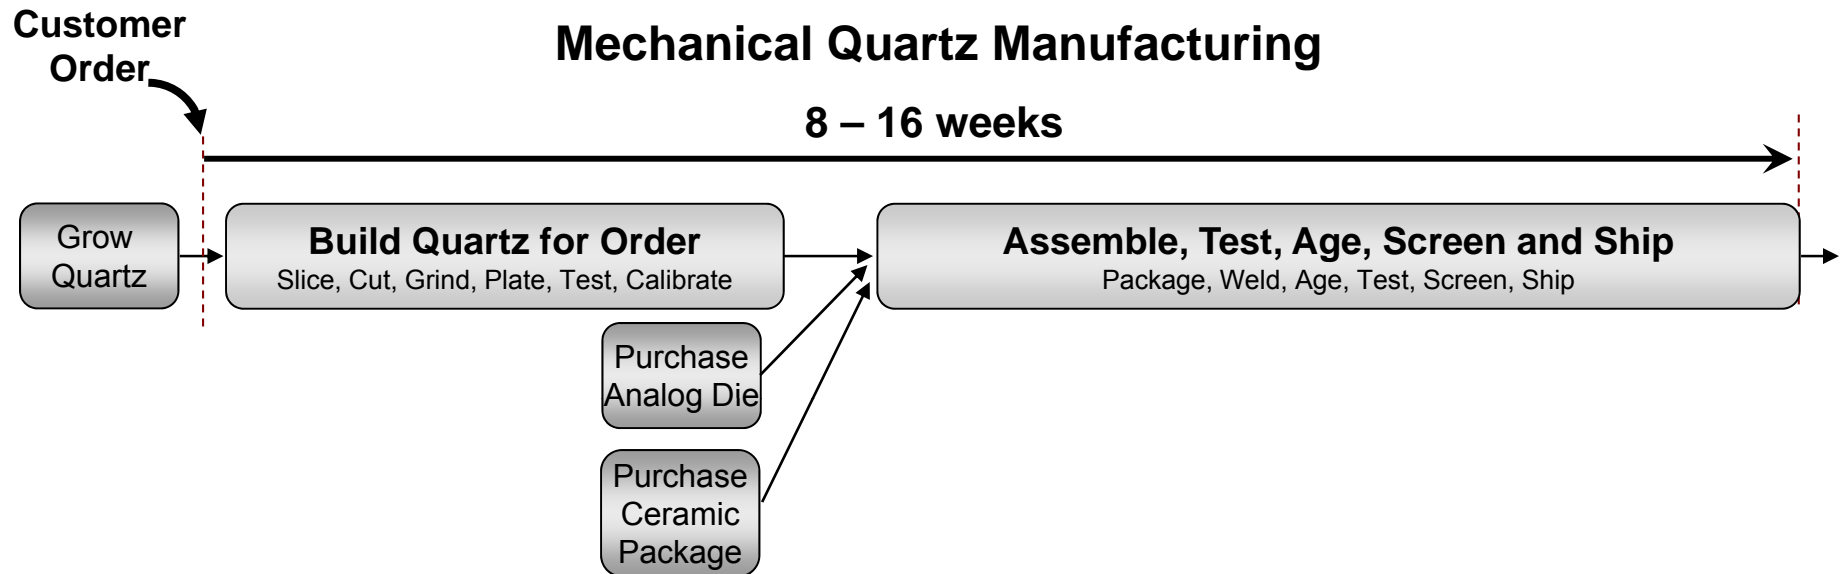 Customer
Order
Mechanical Quartz Manufacturing
8 – 16 weeks
Grow
Quartz
Build Quartz for Order
Slice, Cut, Grind, Plate, Test, Calibrate
Assemble, Test, Age, Screen and Ship
Package, Weld, Age, Test, Screen, Ship
Purchase
Analog Die
Purchase
Ceramic
Package